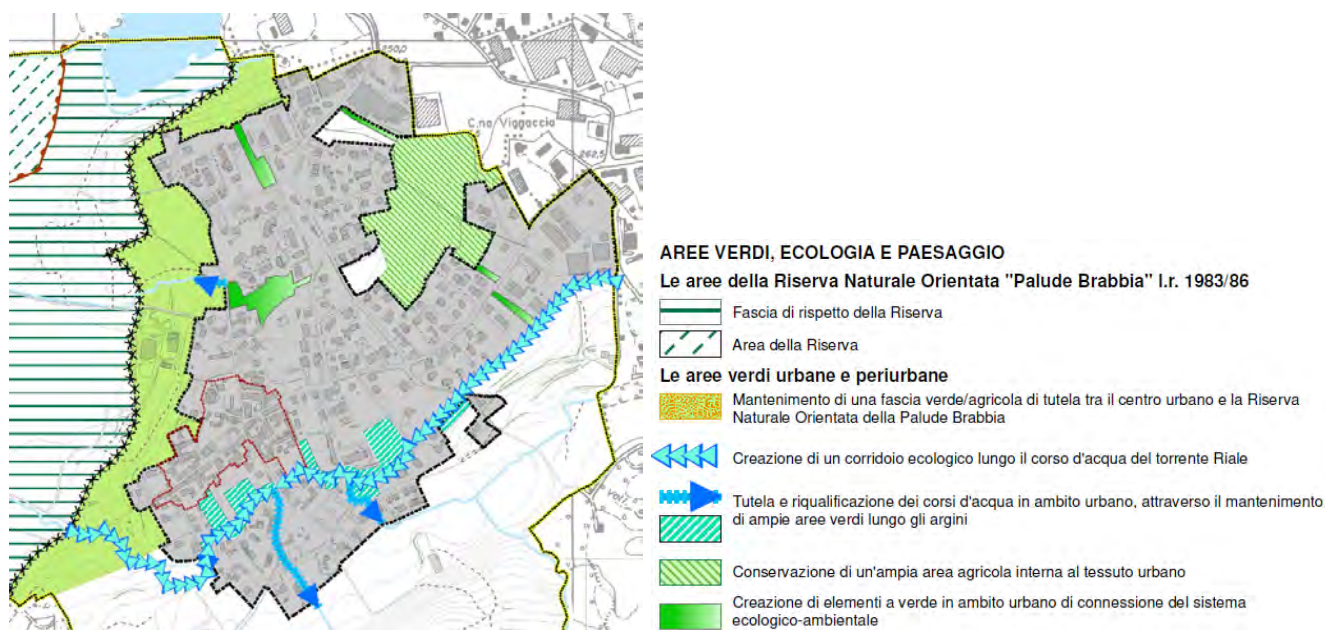 250,0
C.na Viggaccia
262,5
AREE VERDI, ECOLOGIA E PAESAGGIO
Le aree della Riserva Naturale Orientata "Palude Brabbia" l.r. 1983/86
Fascia di rispetto della Riserva
Area della Riserva
Le aree verdi urbane e periurbane
Mantenimento di una fascia verde/agricola di tutela tra il centro urbano e la Riserva
Naturale Orientata della Palude Brabbia
Creazione di un corridoio ecologico lungo il corso d'acqua del torrente Riale
Tutela e riqualificazione dei corsi d'acqua in ambito urbano, attraverso il mantenimento
di ampie aree verdi lungo gli argini
Conservazione di un'ampia area agricola interna al tessuto urbano
Creazione di elementi a verde in ambito urbano di connessione del sistema
ecologico-ambientale